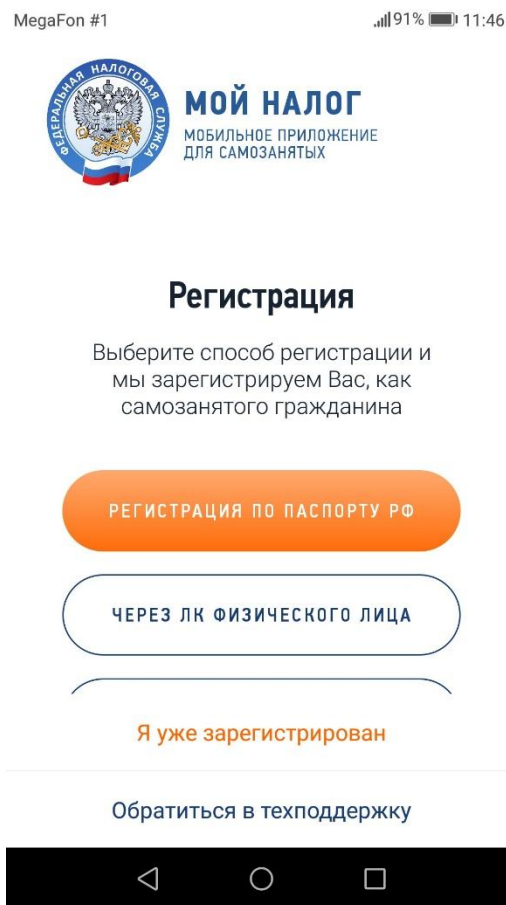 MegaFon #1
91% 11:46
ФЕДЕРАЛЬНАЯ НАЛОГОВАЯ СЛУЖБА
МОЙ НАЛОГ
МОБИЛЬНОЕ ПРИЛОЖЕНИЕ
ДЛЯ САМОЗАНЯТЫХ
Регистрация
Выберите способ регистрации и
мы зарегистрируем Вас, как
самозанятого гражданина
РЕГИСТРАЦИЯ ПО ПАСПОРТУ РФ
ЧЕРЕЗ ЛК ФИЗИЧЕСКОГО ЛИЦА
Я уже зарегистрирован
Обратиться в техподдержку